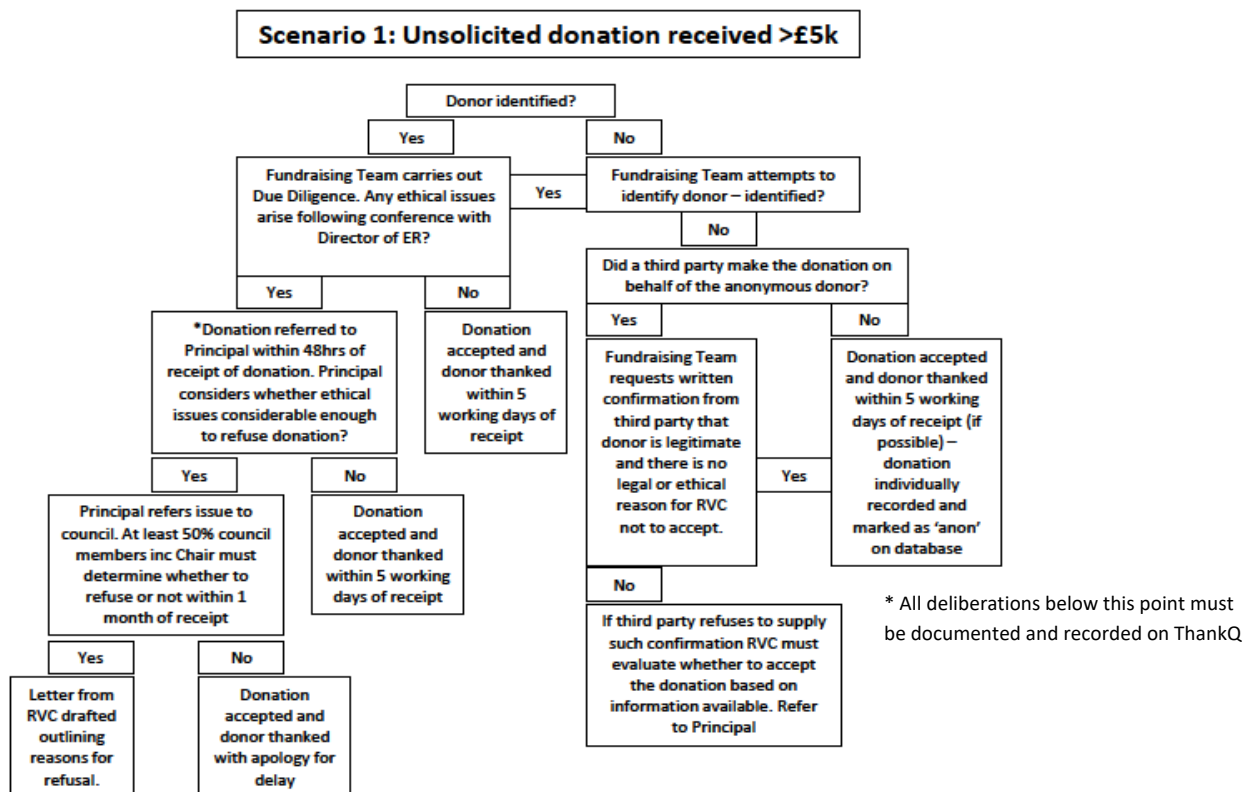 Scenario 1: Unsolicited donation received >£5k
Donor identified?
Yes
No
Fundraising Team carries out
Due Diligence. Any ethical issues
arise following conference with
Director of ER?
Yes
Fundraising Team attempts to
identify donor – identified?
No
Did a third party make the donation on
behalf of the anonymous donor?
Yes
No
Yes
No
*Donation referred to
Principal within 48hrs of
receipt of donation. Principal
considers whether ethical
issues considerable enough
to refuse donation?
Donation
accepted and
donor thanked
within 5
working days of
receipt
Fundraising Team
requests written
confirmation from
third party that
donor is legitimate
and there is no
legal or ethical
reason for RVC
not to accept.
Yes
Donation accepted
and donor thanked
within 5 working
days of receipt (if
possible) –
donation
individually
recorded and
marked as ‘anon’
on database
Yes
No
Principal refers issue to
council. At least 50% council
members inc Chair must
determine whether to
refuse or not within 1
month of receipt
Donation
accepted and
donor thanked
within 5 working
days of receipt
No
If third party refuses to supply
such confirmation RVC must
evaluate whether to accept
the donation based on
information available. Refer
to Principal
* All deliberations below this point must
be documented and recorded on ThankQ
Yes
No
Letter from
RVC drafted
outlining
reasons for
refusal.
Donation
accepted and
donor thanked
with apology for
delay